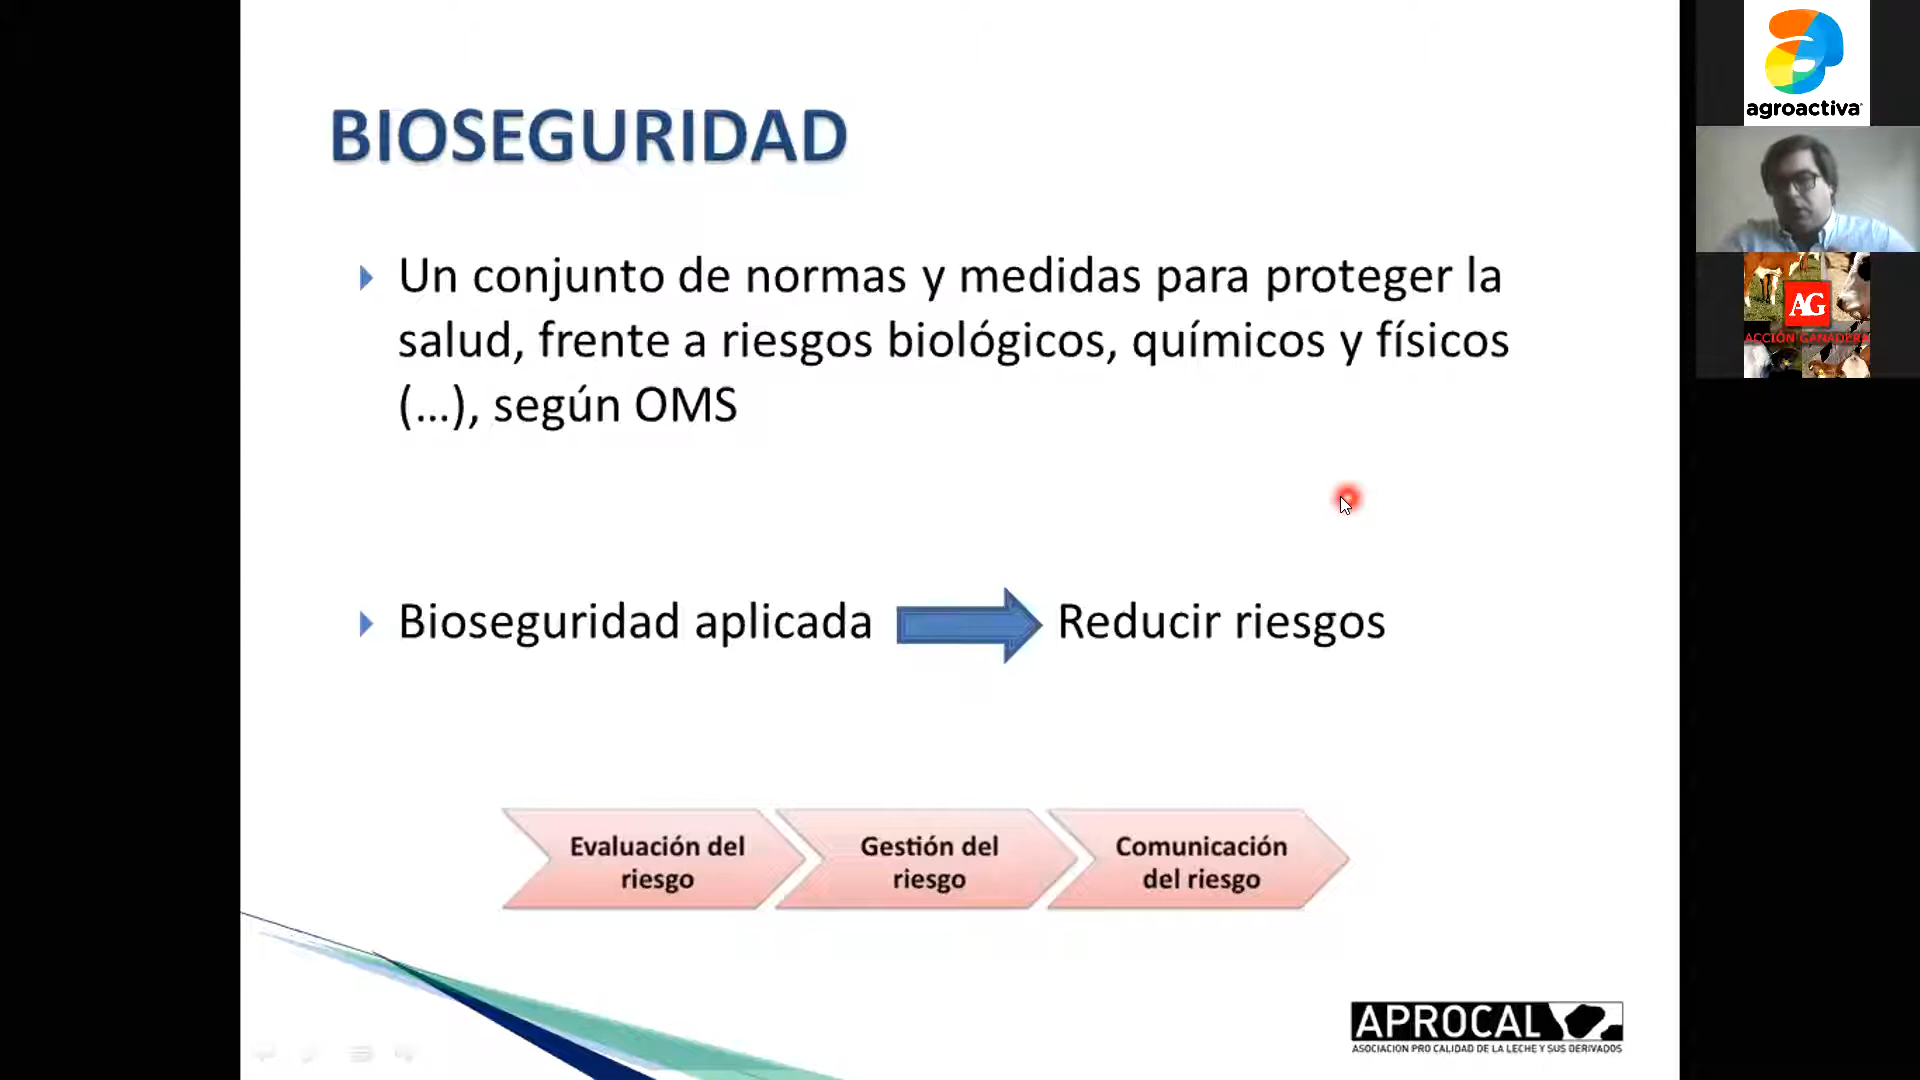 BIOSEGURIDAD
Un conjunto de normas y medidas para proteger la
salud, frente a riesgos biológicos, químicos y físicos
(...), según OMS
Bioseguridad aplicada
Reducir riesgos
Evaluación del
riesgo
Gestión del
riesgo
Comunicación
del riesgo
APROCAL
ASOCIACION PRO CALIDAD DE LA LECHE Y SUS DERIVADOS
agroactiva
AG
ACCIÓN GANADERA